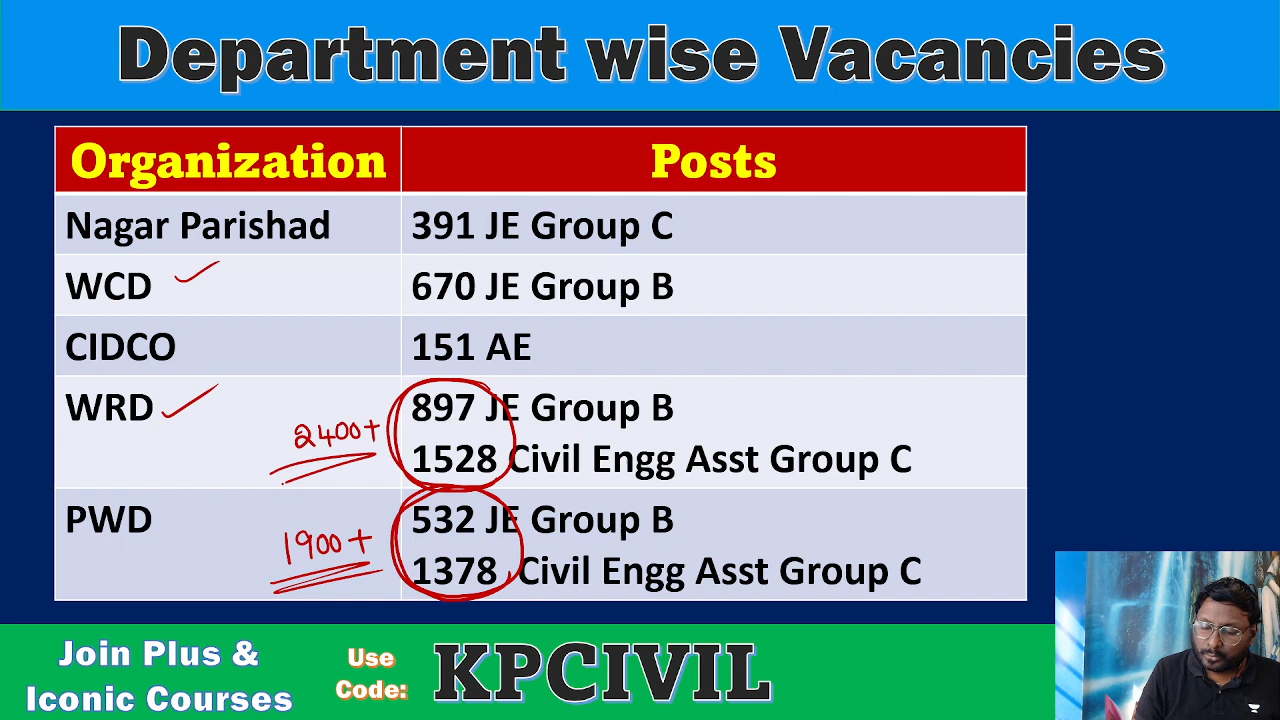 Department wise Vacancies
Organization Posts
Nagar Parishad 391 JE Group C
WCD 670 JE Group B
CIDCO 151 AE
WRD 897 JE Group B
2400+
1528 Civil Engg Asst Group C
PWD 532 JE Group B
1900+
1378 Civil Engg Asst Group C
Join Plus &
Iconic Courses
Use
Code:
KPCIVIL